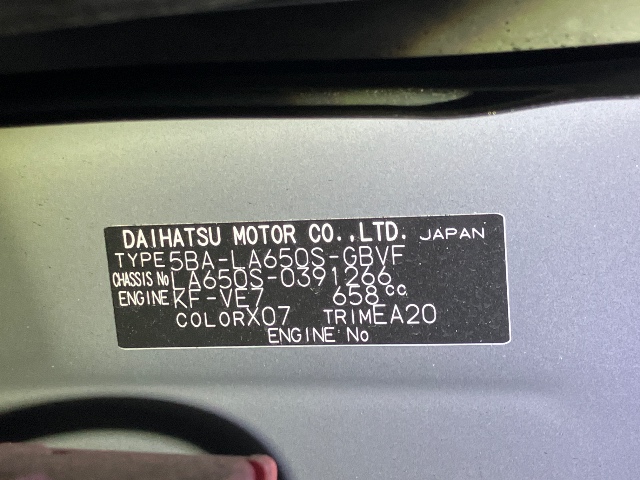 DAIHATSU MOTOR CO.,LTD. JAPAN
TYPE 5BA-LA650S-GBVF
CHASSIS No LA650S-0391266
ENGINE KF-VE7 658cc
COLOR X07 TRIM EA20
ENGINE No